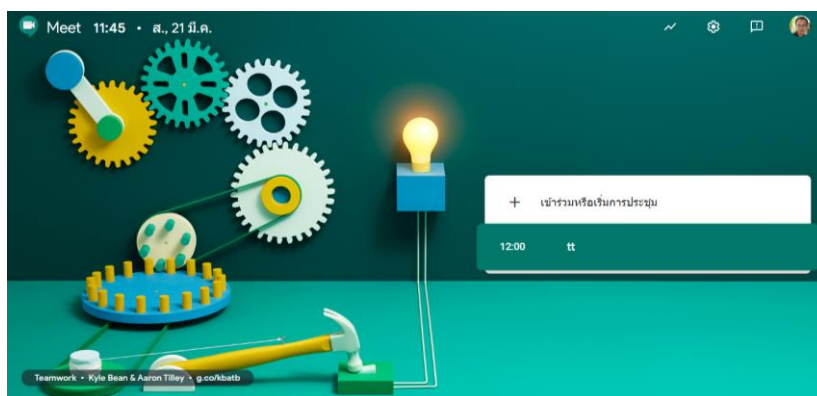 Meet 11:45 • ส., 21 มี.ค.
+ เข้าร่วมหรือเริ่มการประชุม
12:00 tt
Teamwork • Kyle Bean & Aaron Tilley • g.co/kbatb